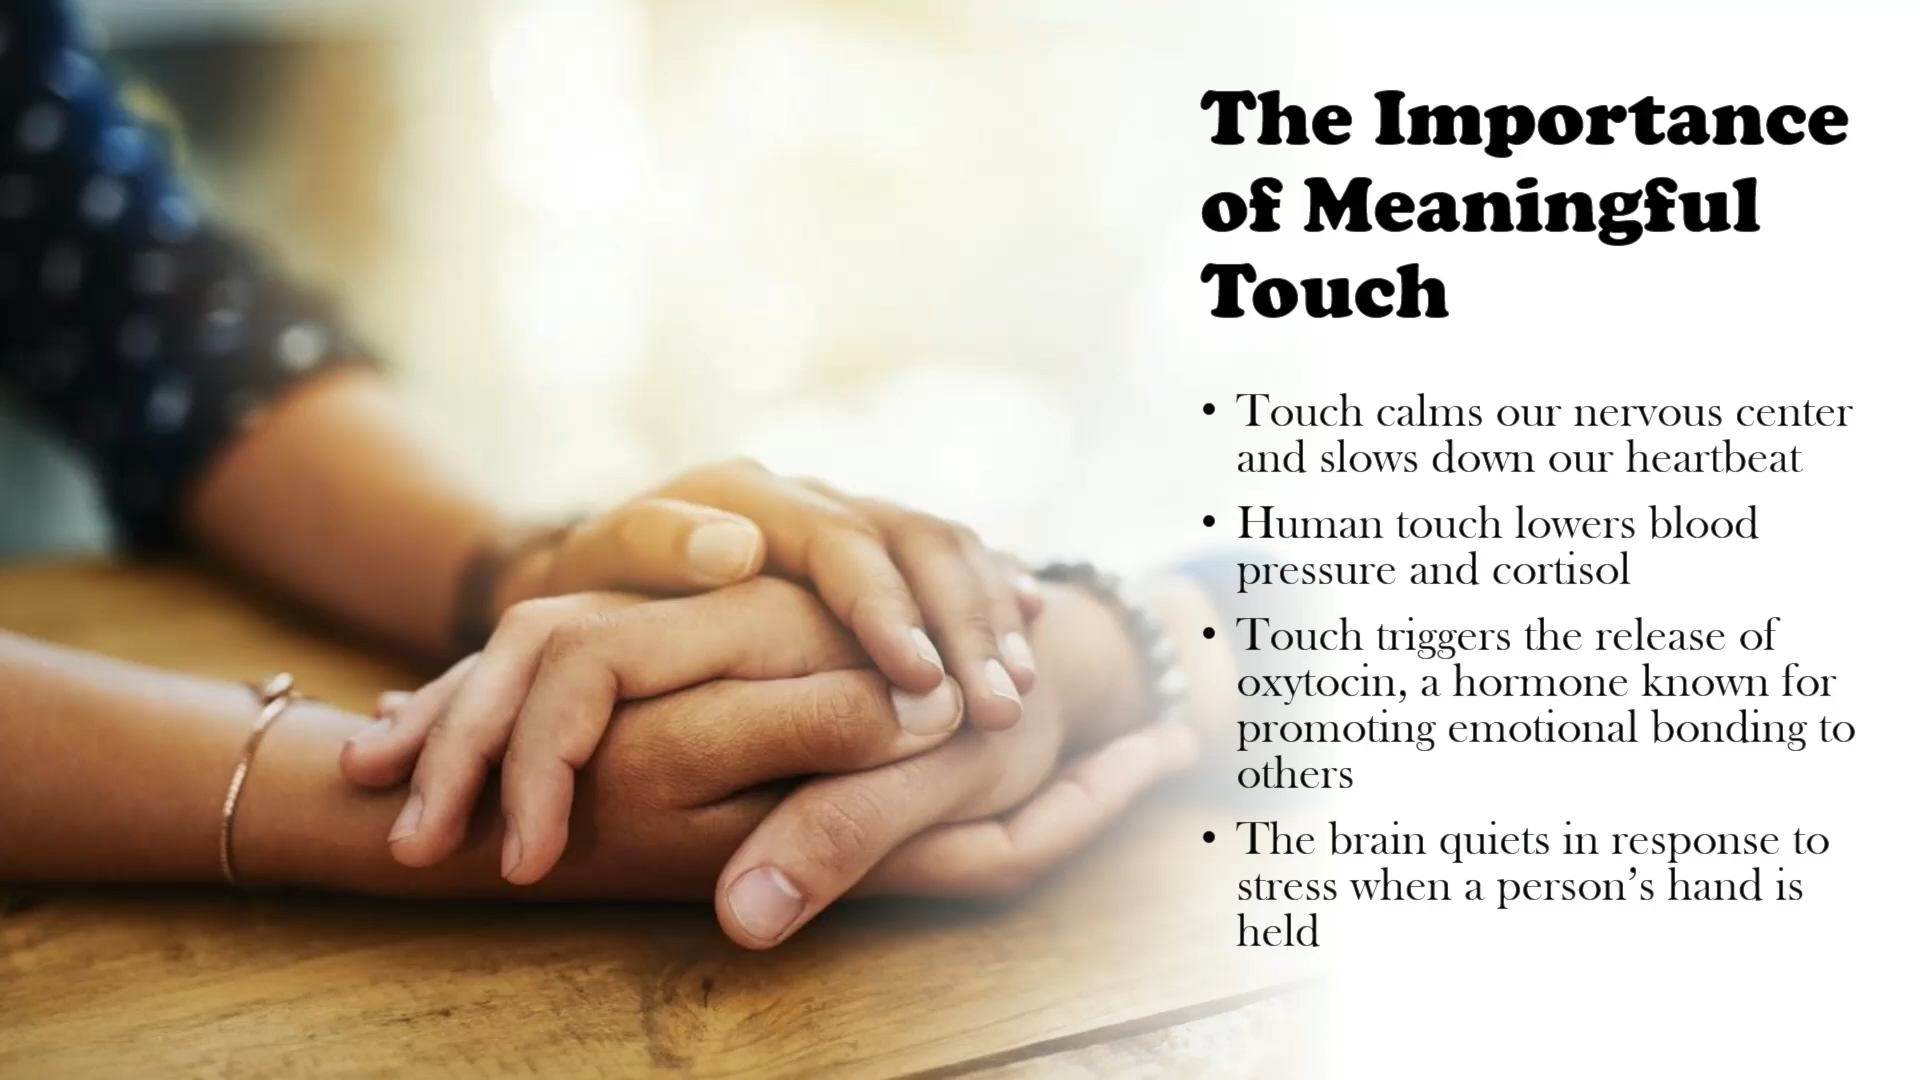 The Importance
of Meaningful
Touch
• Touch calms our nervous center
and slows down our heartbeat
• Human touch lowers blood
pressure and cortisol
• Touch triggers the release of
oxytocin, a hormone known for
promoting emotional bonding to
others
• The brain quiets in response to
stress when a person’s hand is
held